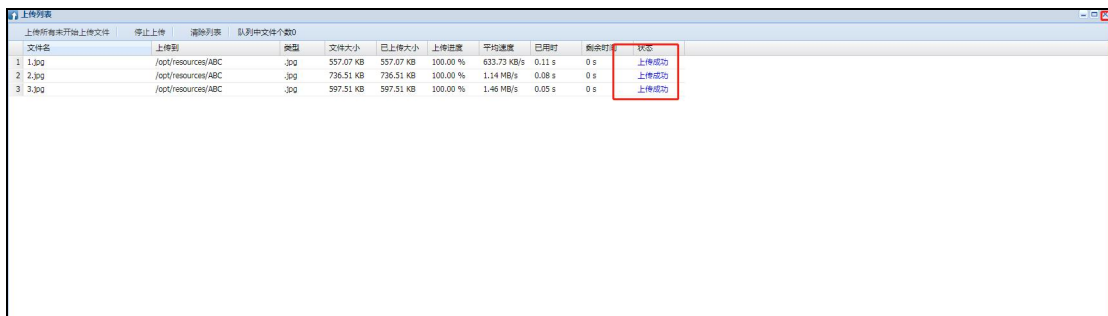 上传列表
上传所有未开始上传文件 停止上传 清除列表 队列中文件个数0
文件名 上传到 类型 文件大小 已上传大小 上传进度 平均速度 已用时 剩余时间 状态
1 1.jpg /opt/resources/ABC .jpg 557.07 KB 557.07 KB 100.00 % 633.73 KB/s 0.11 s 0 s 上传成功
2 2.jpg /opt/resources/ABC .jpg 736.51 KB 736.51 KB 100.00 % 1.14 MB/s 0.08 s 0 s 上传成功
3 3.jpg /opt/resources/ABC .jpg 597.51 KB 597.51 KB 100.00 % 1.46 MB/s 0.05 s 0 s 上传成功